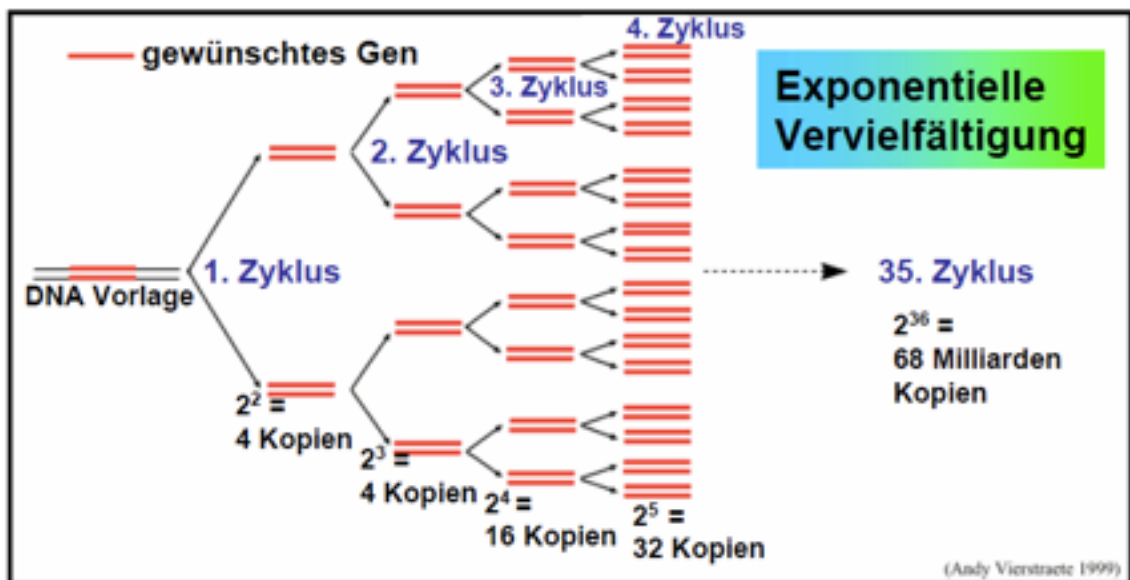 gewünschtes Gen
4. Zyklus
3. Zyklus
Exponentielle
Vervielfältigung
2. Zyklus
1. Zyklus
DNA Vorlage
35. Zyklus
2³⁶ =
68 Milliarden
Kopien
2² =
4 Kopien
2³ =
4 Kopien
2⁴ =
16 Kopien
2⁵ =
32 Kopien
(Andy Vierstraete 1999)